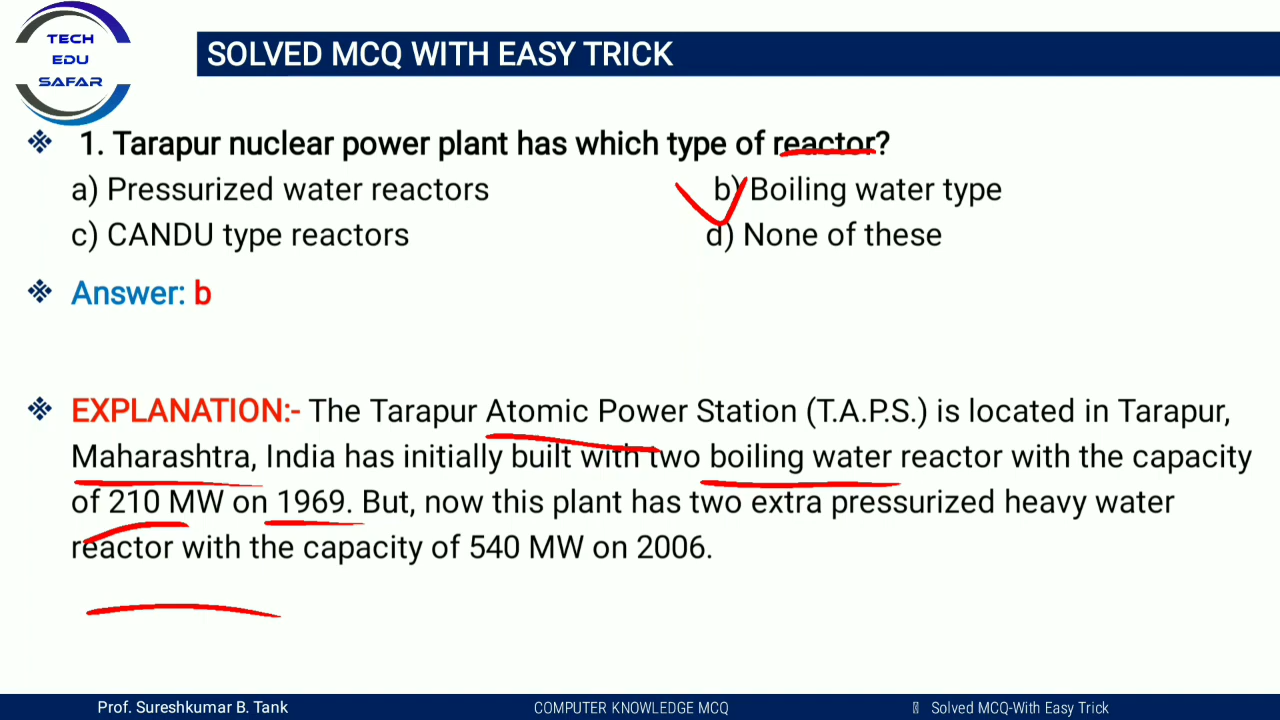 TECH
EDU
SAFAR
SOLVED MCQ WITH EASY TRICK
1. Tarapur nuclear power plant has which type of reactor?
a) Pressurized water reactors b) Boiling water type
c) CANDU type reactors d) None of these
Answer: b
EXPLANATION:- The Tarapur Atomic Power Station (T.A.P.S.) is located in Tarapur,
Maharashtra, India has initially built with two boiling water reactor with the capacity
of 210 MW on 1969. But, now this plant has two extra pressurized heavy water
reactor with the capacity of 540 MW on 2006.
Prof. Sureshkumar B. Tank COMPUTER KNOWLEDGE MCQ Solved MCQ-With Easy Trick